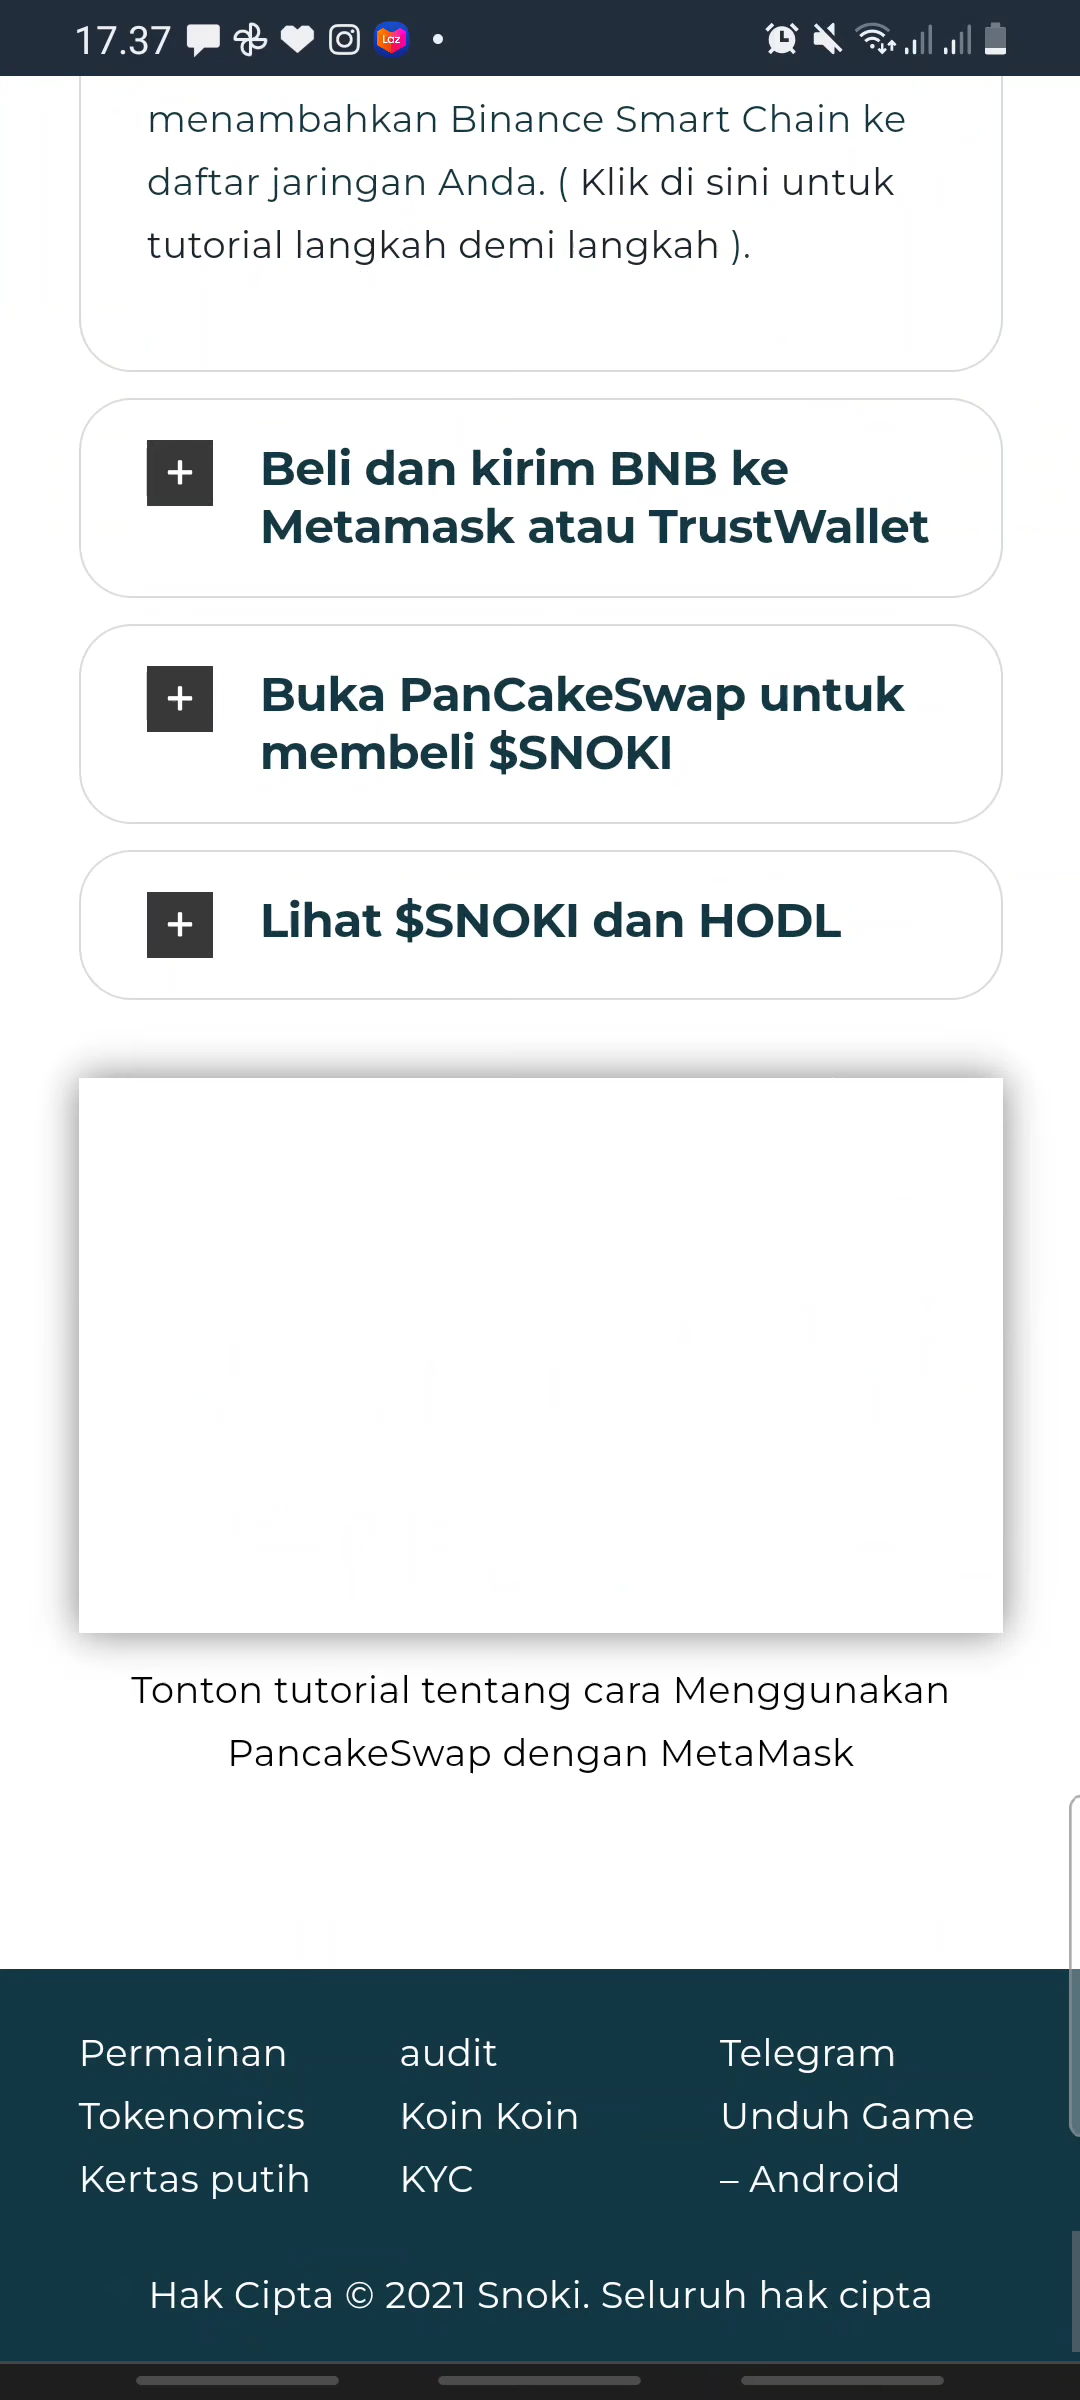 17.37
Laz
menambahkan Binance Smart Chain ke
daftar jaringan Anda. ( Klik di sini untuk
tutorial langkah demi langkah ).
+ Beli dan kirim BNB ke
Metamask atau TrustWallet
+ Buka PanCakeSwap untuk
membeli $SNOKI
+ Lihat $SNOKI dan HODL
Tonton tutorial tentang cara Menggunakan
PancakeSwap dengan MetaMask
Permainan
Tokenomics
Kertas putih
audit
Koin Koin
KYC
Telegram
Unduh Game
– Android
Hak Cipta © 2021 Snoki. Seluruh hak cipta